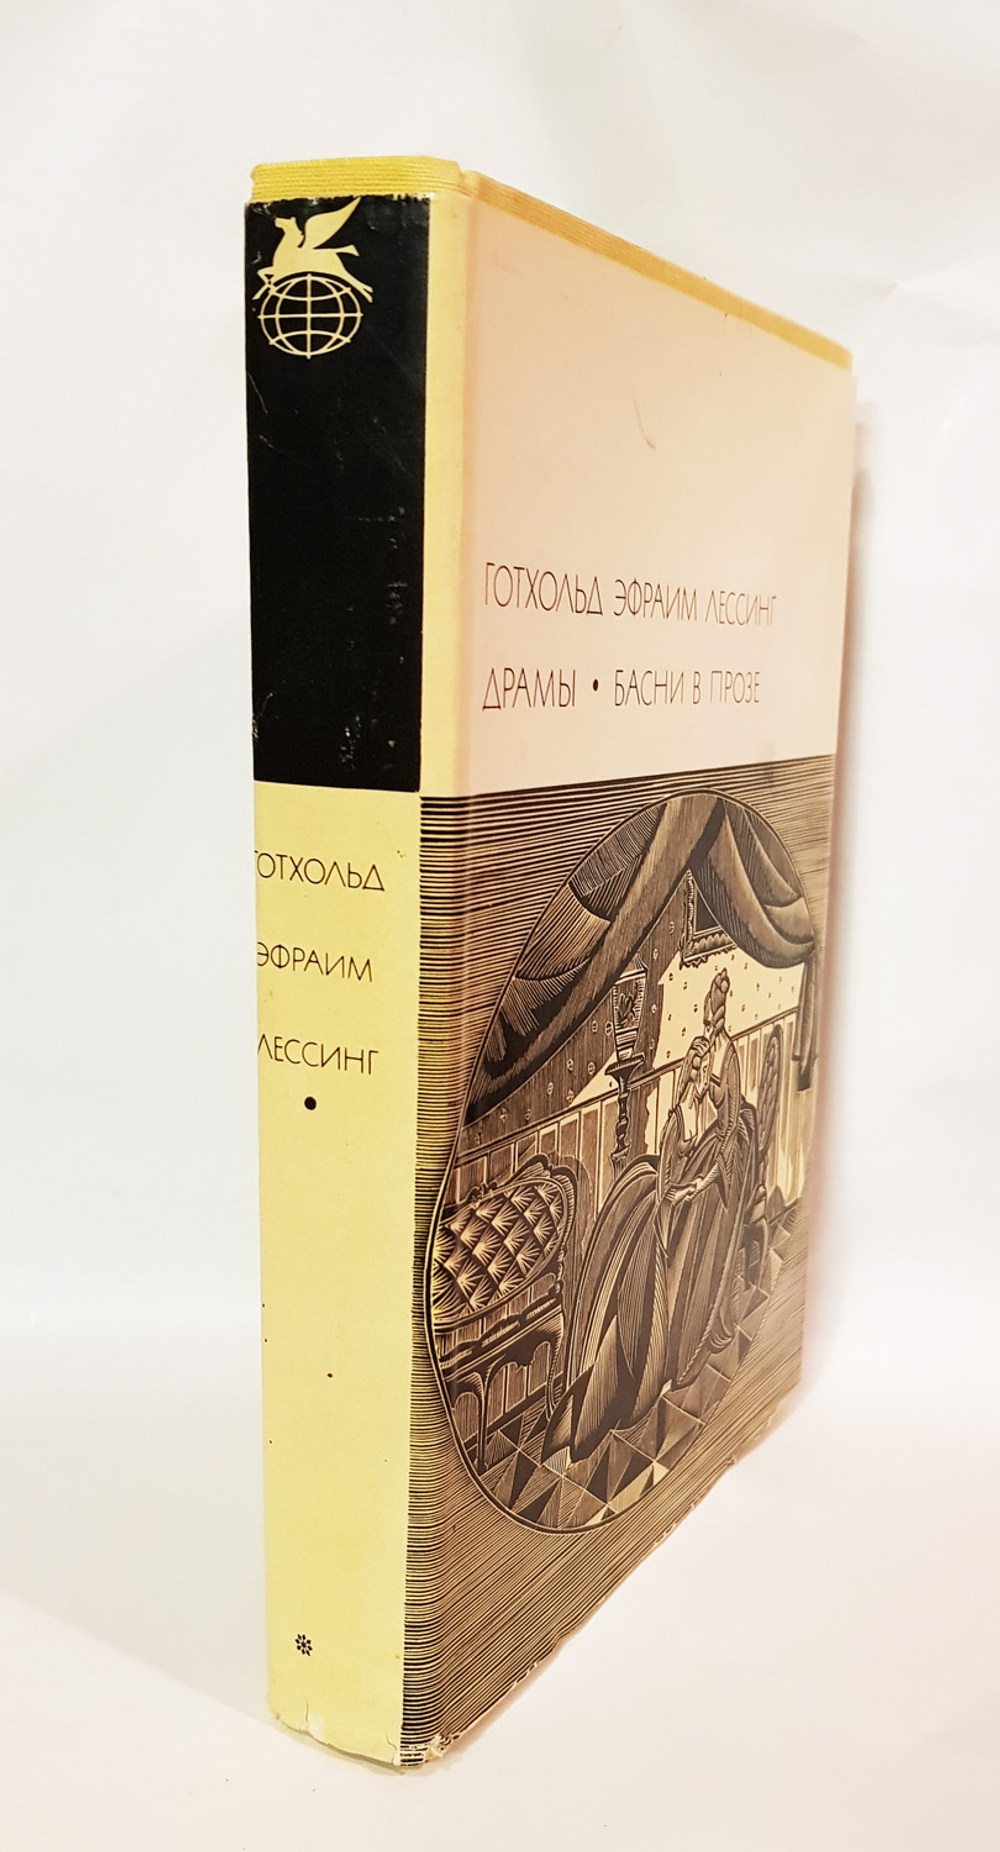 ГОТХОЛЬД ЭФРАИМ ЛЕССИНГ
ДРАМЫ • БАСНИ В ПРОЗЕ
ГОТХОЛЬД
ЭФРАИМ
ЛЕССИНГ
•